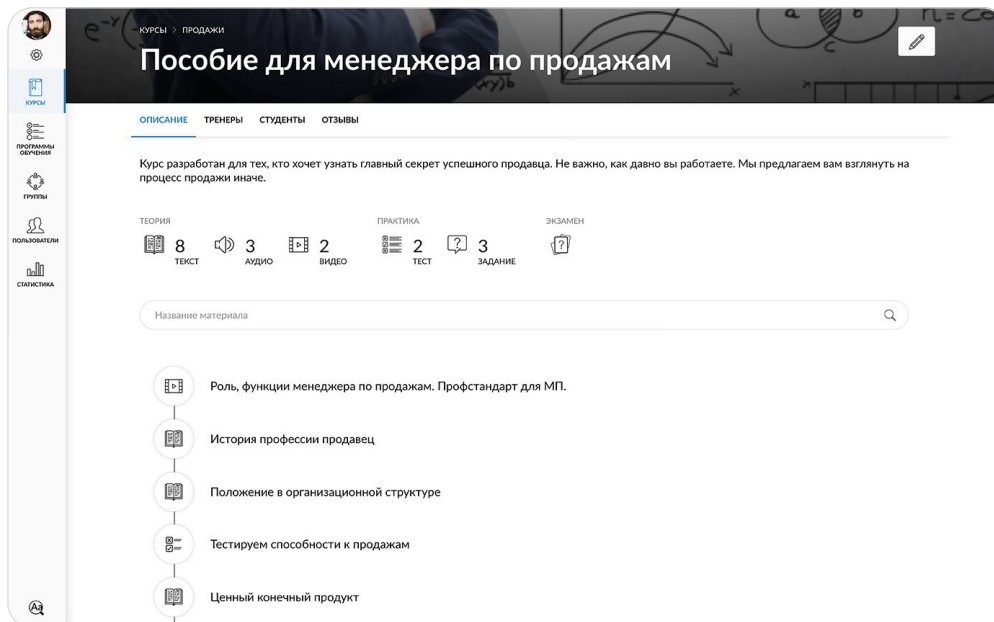 КУРСЫ > ПРОДАЖИ
Пособие для менеджера по продажам
КУРСЫ
ПРОГРАММЫ
ОБУЧЕНИЯ
ГРУППЫ
ПОЛЬЗОВАТЕЛИ
СТАТИСТИКА
Aa
ОПИСАНИЕ ТРЕНЕРЫ СТУДЕНТЫ ОТЗЫВЫ
Курс разработан для тех, кто хочет узнать главный секрет успешного продавца. Не важно, как давно вы работаете. Мы предлагаем вам взглянуть на
процесс продажи иначе.
ТЕОРИЯ ПРАКТИКА ЭКЗАМЕН
8 3 2 2 3
ТЕКСТ АУДИО ВИДЕО ТЕСТ ЗАДАНИЕ
Название материала
Роль, функции менеджера по продажам. Профстандарт для МП.
История профессии продавец
Положение в организационной структуре
Тестируем способности к продажам
Ценный конечный продукт